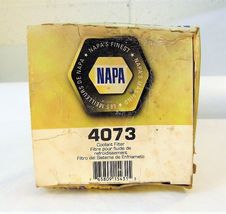 NAPA'S FINEST
LES MEILLEURS DE NAPA
NAPA
4073
Coolant Filter
Filtre pour fluide de
refroidissement
Filtro del Sistema de Enfriamieto